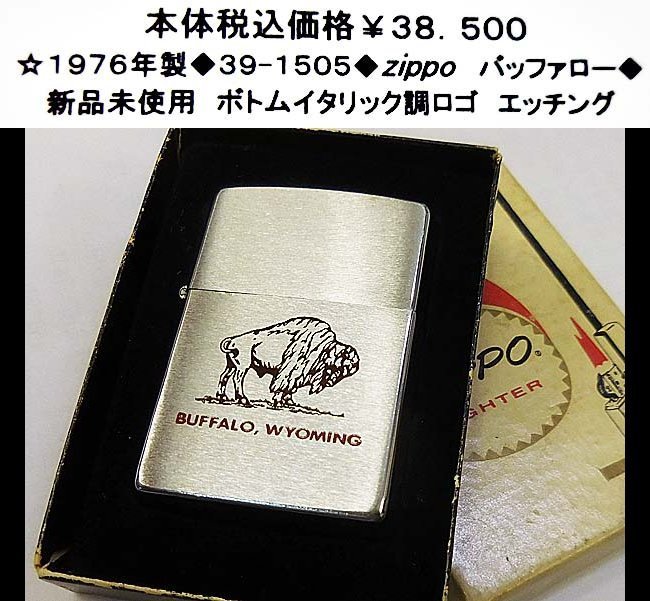 本体税込価格￥38．500
☆1976年製◆39-1505◆zippo バッファロー◆
新品未使用 ボトムイタリック調ロゴ エッチング
BUFFALO, WYOMING
PPO
GHTER